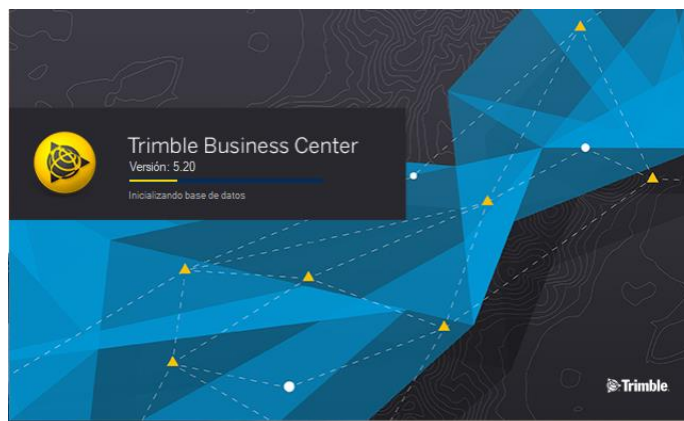 Trimble Business Center
Versión: 5.20
Inicializando base de datos
Trimble